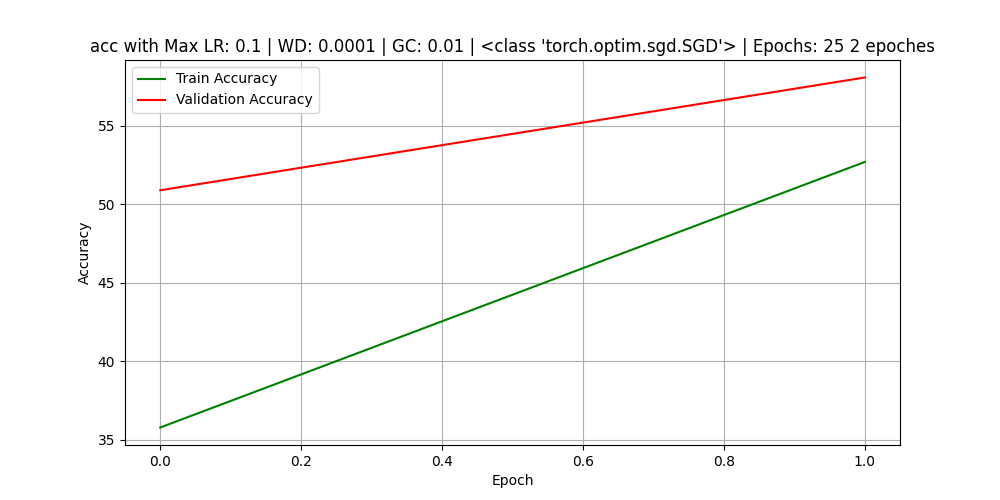 acc with Max LR: 0.1 | WD: 0.0001 | GC: 0.01 | <class 'torch.optim.sgd.SGD'> | Epochs: 25 2 epoches
Train Accuracy
Validation Accuracy
55
50
45
40
35
Accuracy
0.0 0.2 0.4 0.6 0.8 1.0
Epoch